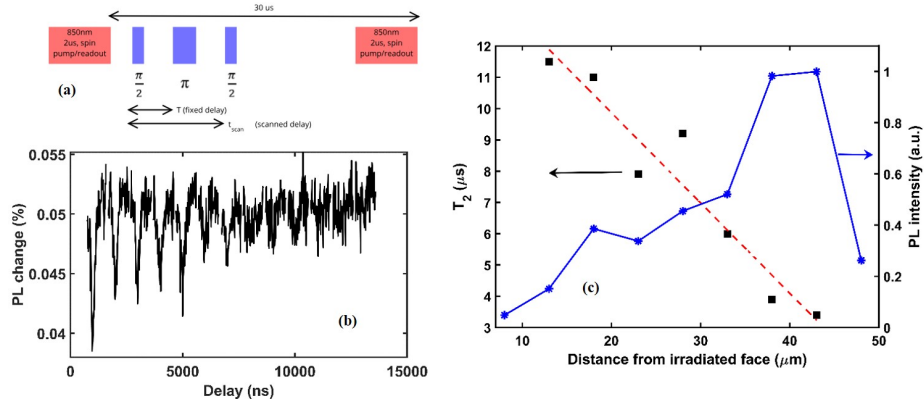 30 us
850nm
2us, spin
pump/readout
850nm
2us, spin
pump/readout
π/2
π
π/2
(a)
T (fixed delay)
t_scan (scanned delay)
0.055
0.05
0.045
0.04
PL change (%)
(b)
0
5000
10000
15000
Delay (ns)
12
11
10
9
8
7
6
5
4
3
T₂ (μs)
1
0.8
0.6
0.4
0.2
0
PL intensity (a.u.)
(c)
10
20
30
40
50
Distance from irradiated face (μm)